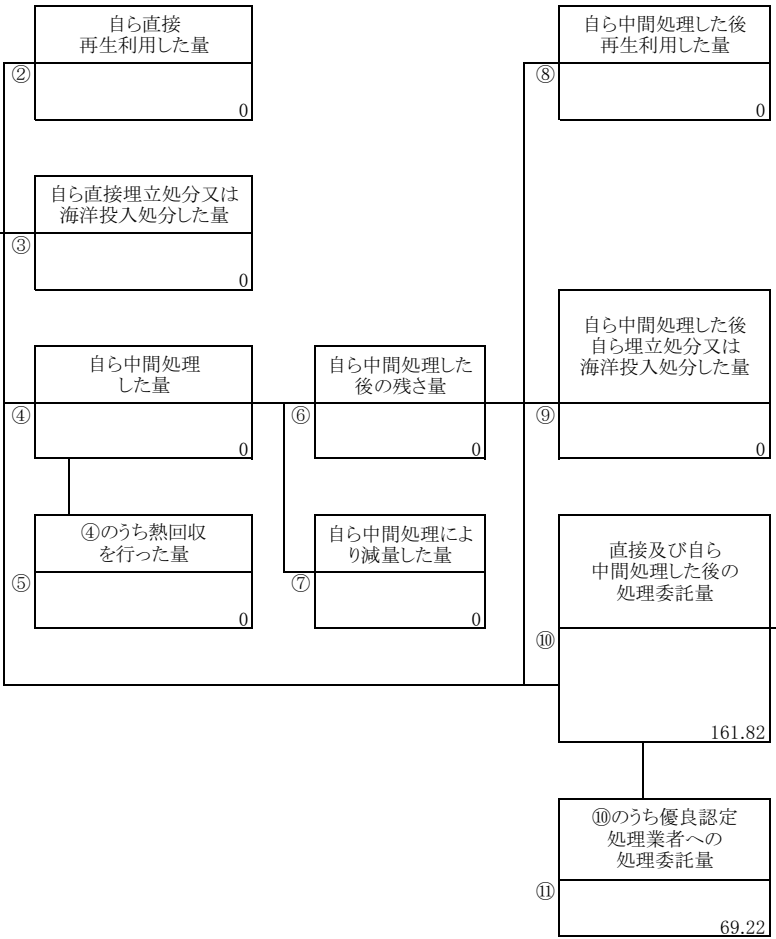 自ら直接
再生利用した量
②
0
自ら中間処理した後
再生利用した量
⑧
0
自ら直接埋立処分又は
海洋投入処分した量
③
0
自ら中間処理
した量
④
0
自ら中間処理した
後の残さ量
⑥
0
自ら中間処理した後
自ら埋立処分又は
海洋投入処分した量
⑨
0
④のうち熱回収
を行った量
⑤
0
自ら中間処理によ
り減量した量
⑦
0
直接及び自ら
中間処理した後の
処理委託量
⑩
161.82
⑩のうち優良認定
処理業者への
処理委託量
⑪
69.22